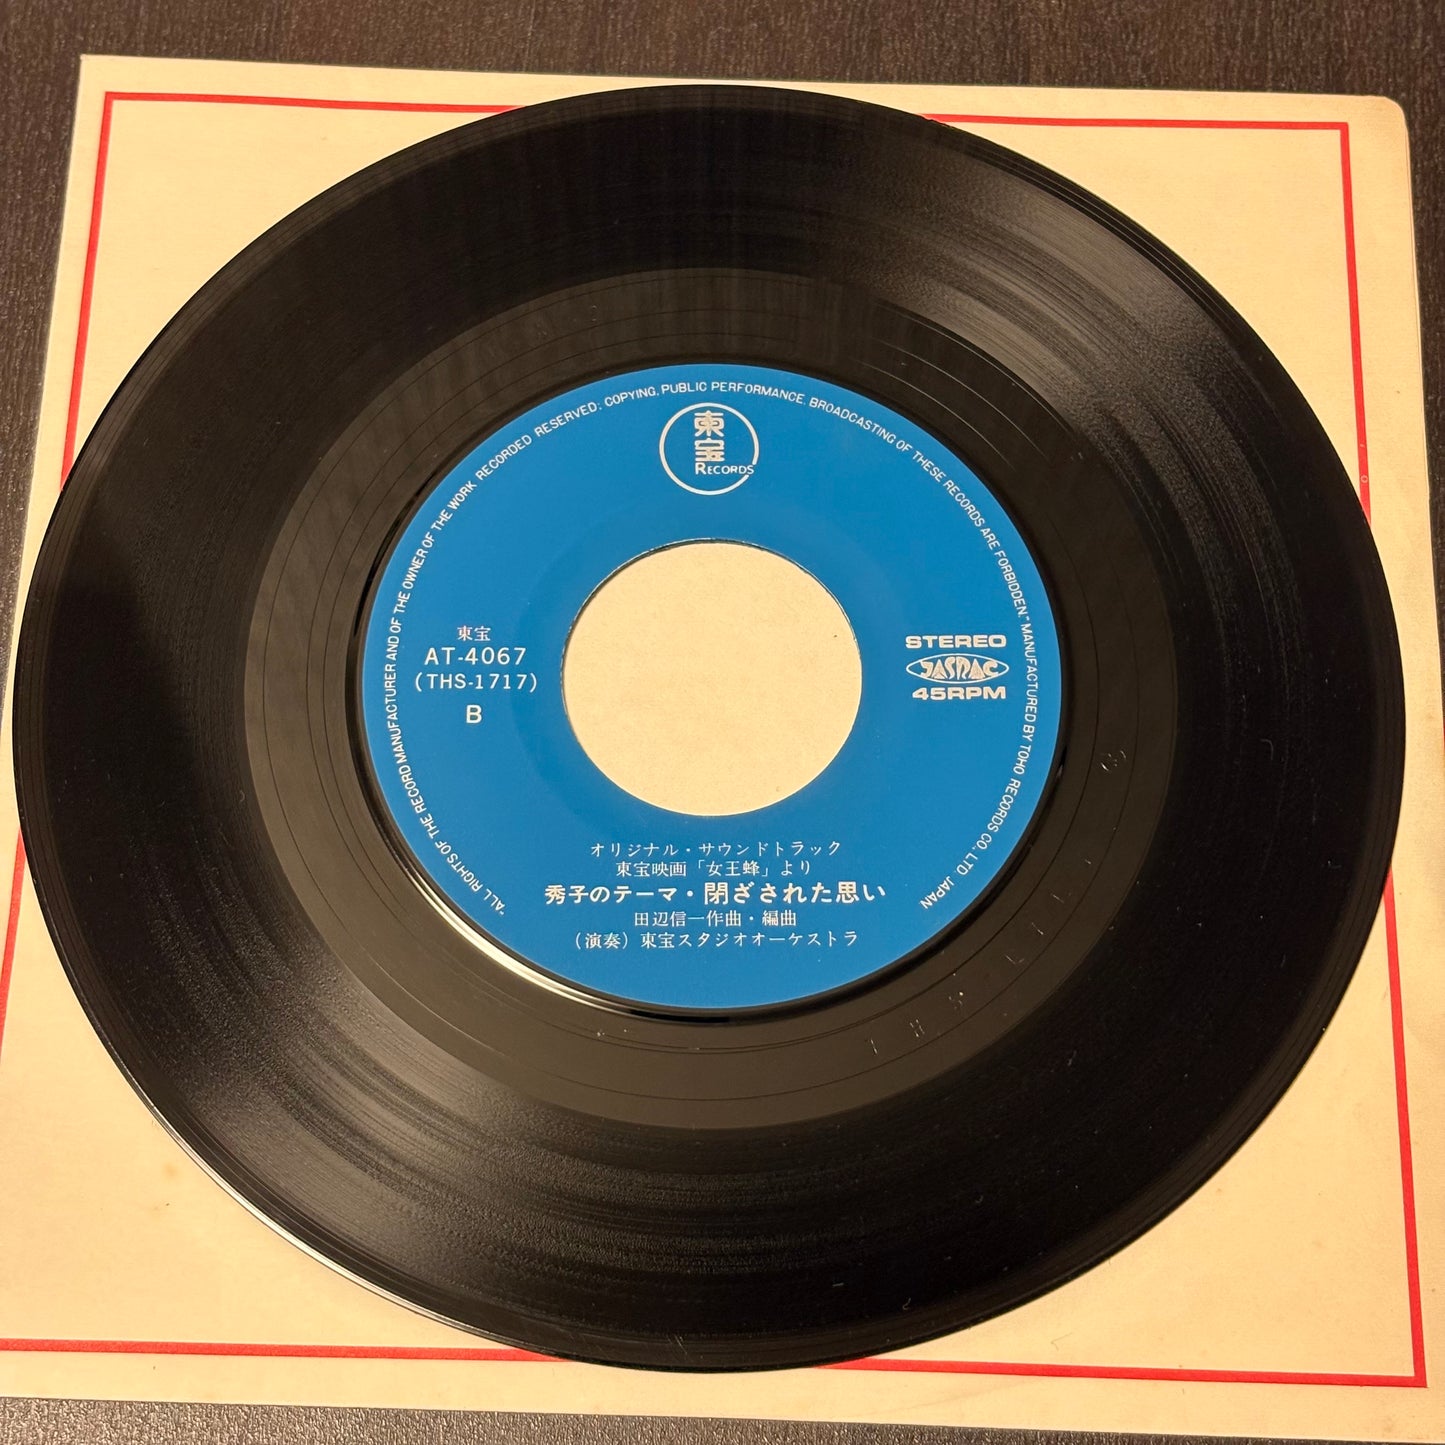 "ALL RIGHTS OF THE RECORD MANUFACTURER AND OF THE OWNER OF THE WORK RECORDED RESERVED: COPYING, PUBLIC PERFORMANCE, BROADCASTING OF THESE RECORDS ARE FORBIDDEN." MANUFACTURED BY TOHO RECORDS CO., LTD. JAPAN
東宝
RECORDS
東宝
AT-4067
(THS-1717)
B
STEREO
JASRAC
45RPM
オリジナル・サウンドトラック
東宝映画「女王蜂」より
秀子のテーマ・閉ざされた思い
田辺信一作曲・編曲
(演奏) 東宝スタジオオーケストラ